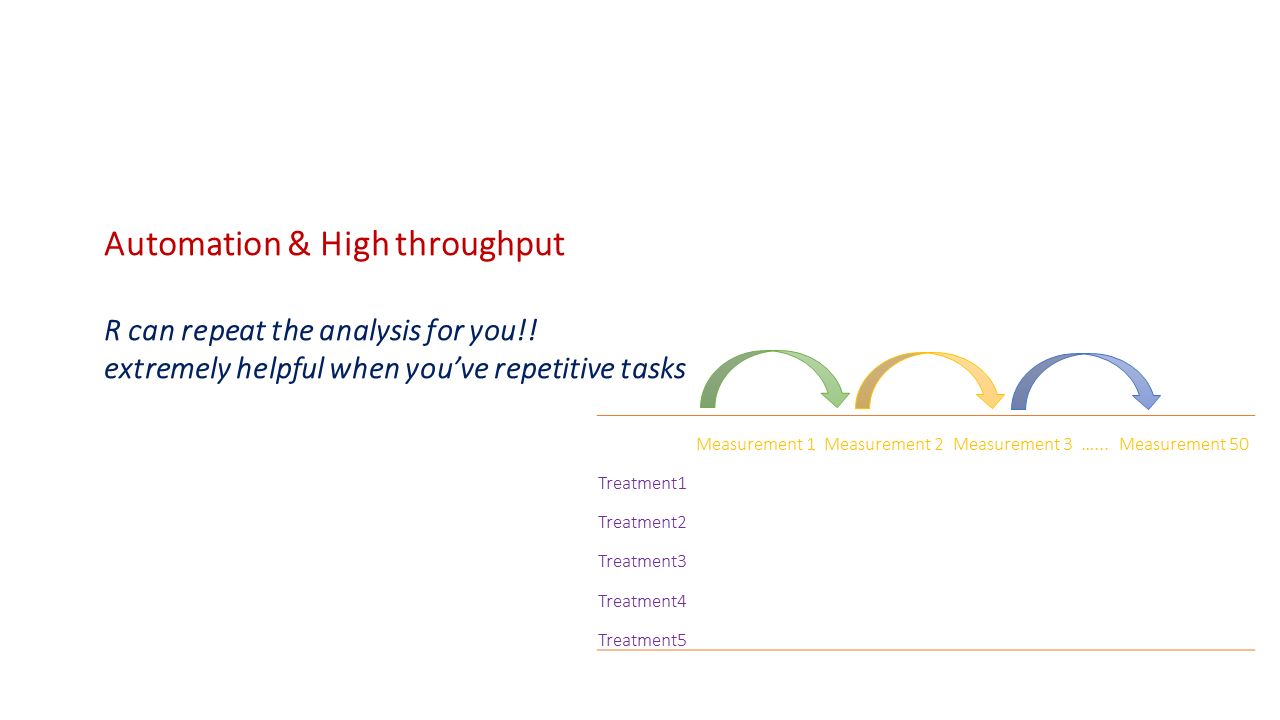 Automation & High throughput
R can repeat the analysis for you!!
extremely helpful when you’ve repetitive tasks
Measurement 1 Measurement 2 Measurement 3 ...... Measurement 50
Treatment1
Treatment2
Treatment3
Treatment4
Treatment5